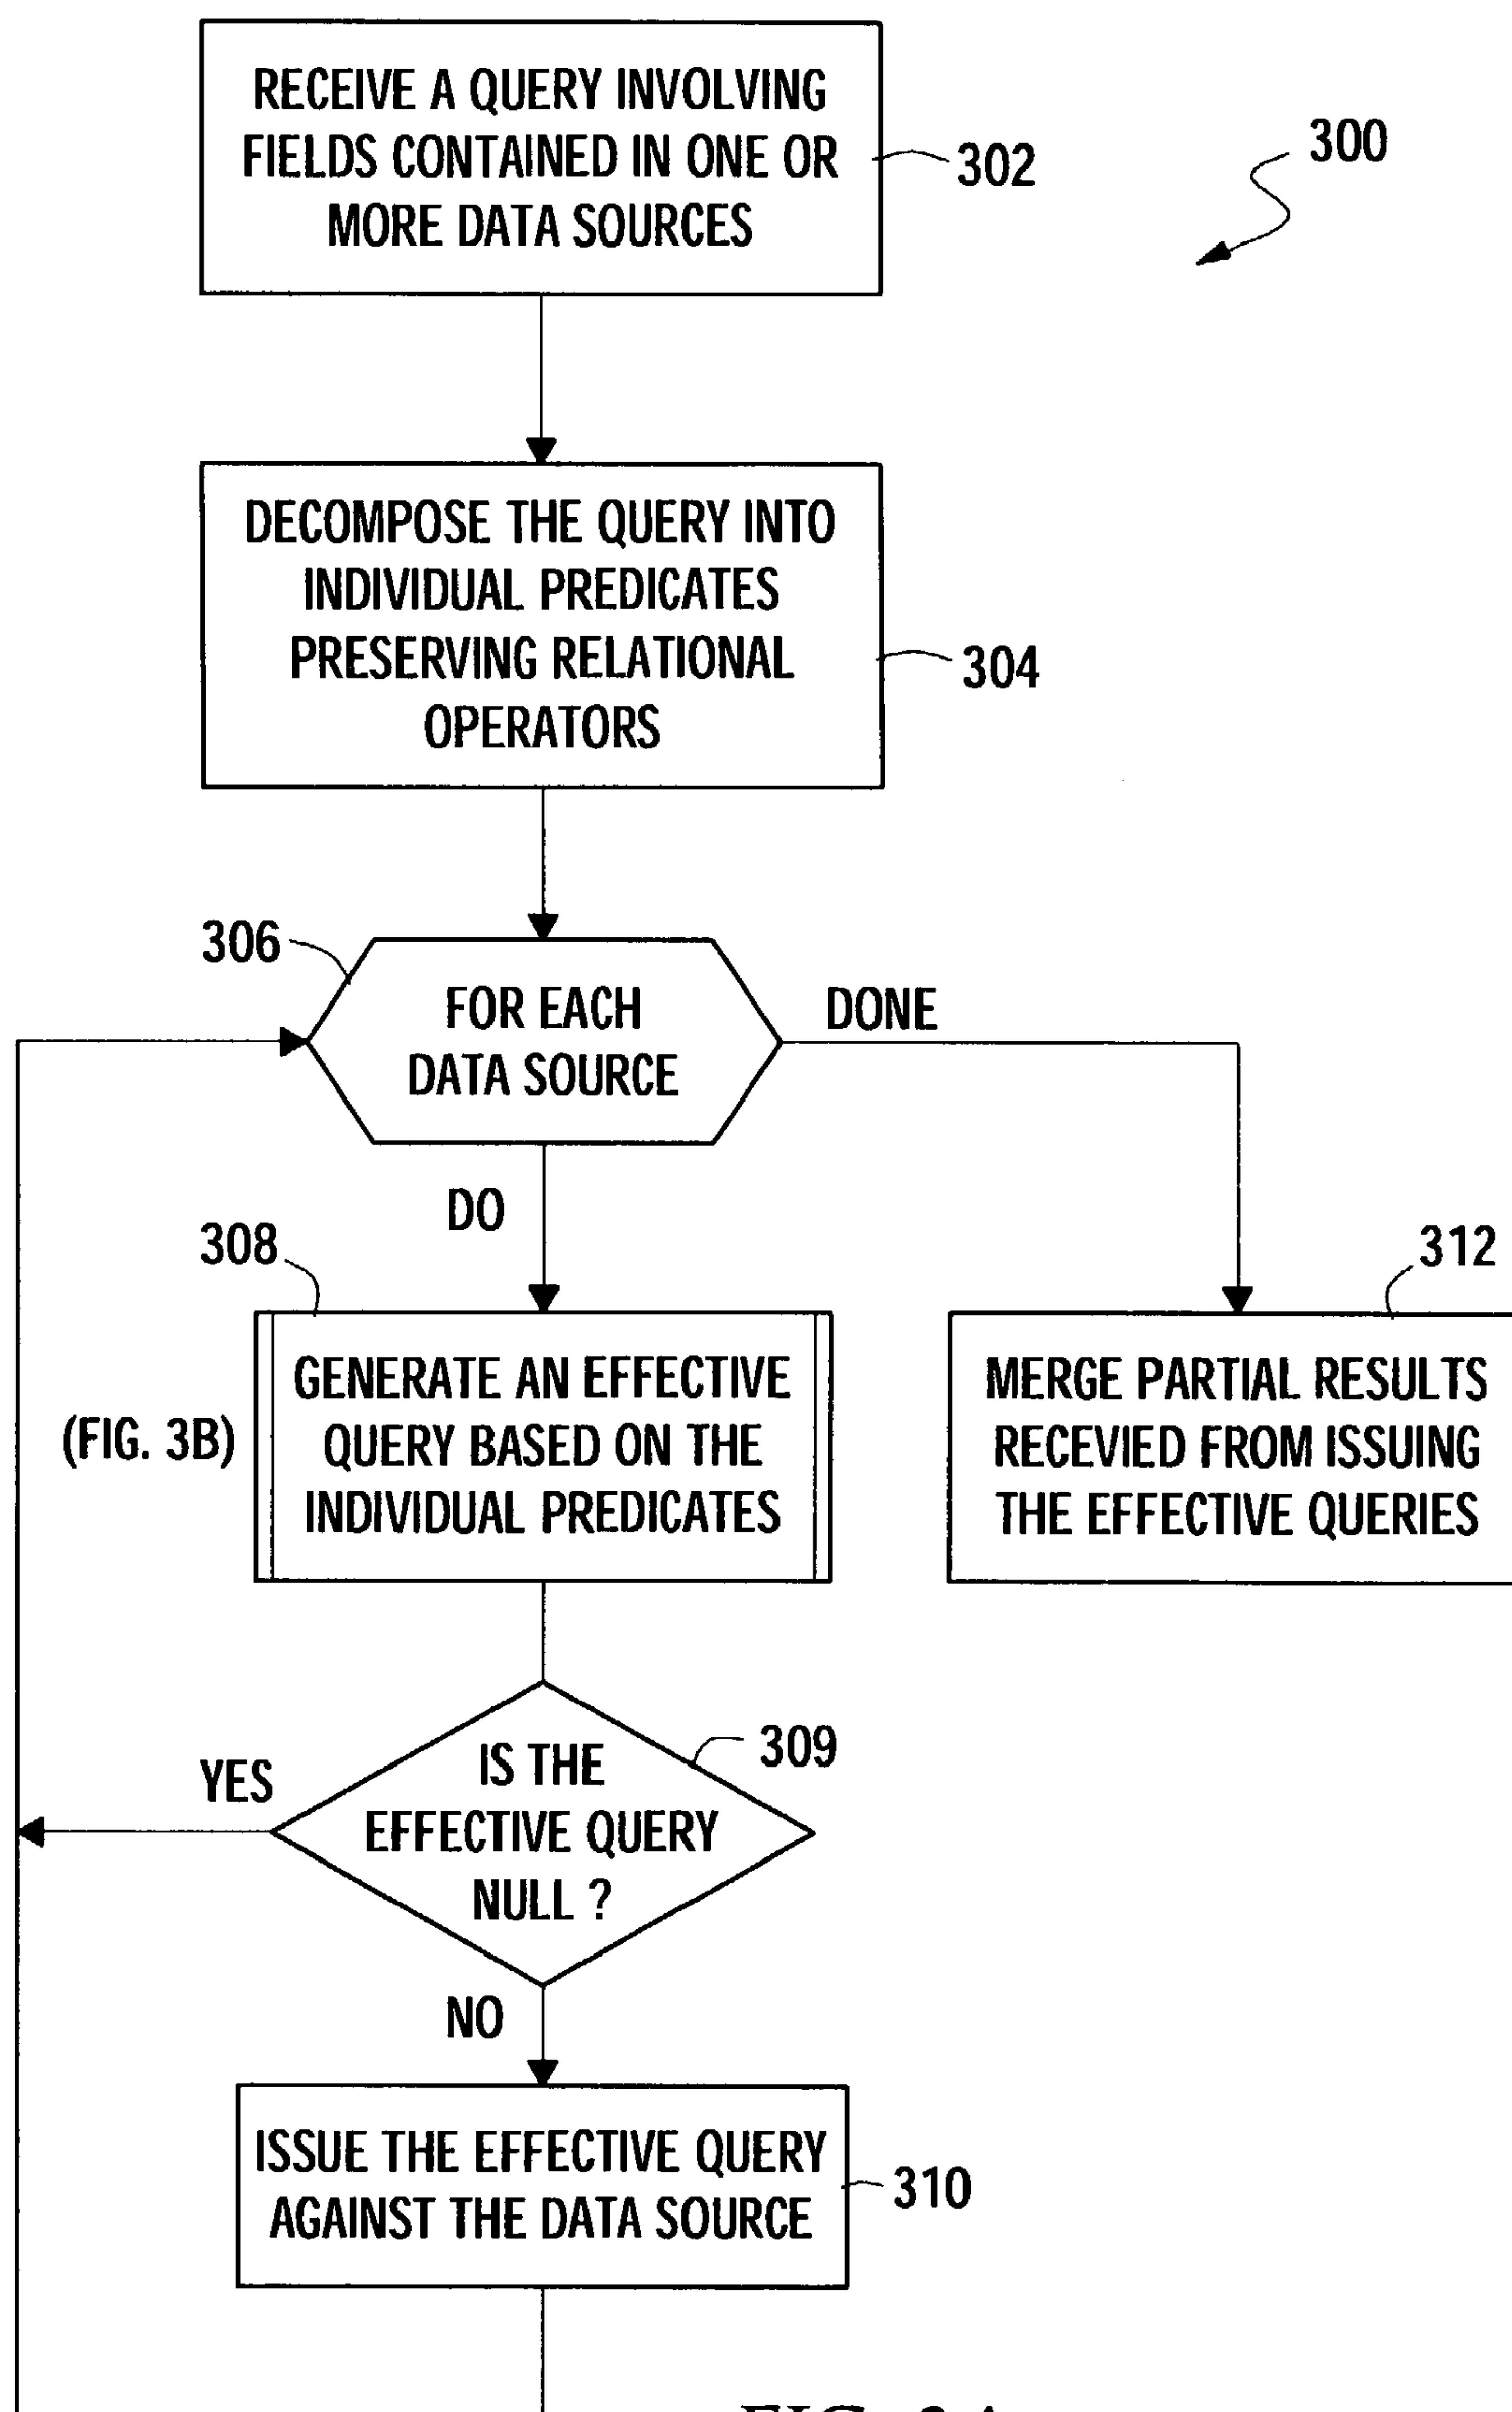 RECEIVE A QUERY INVOLVING
FIELDS CONTAINED IN ONE OR
MORE DATA SOURCES
302
300
DECOMPOSE THE QUERY INTO
INDIVIDUAL PREDICATES
PRESERVING RELATIONAL
OPERATORS
304
306
FOR EACH
DATA SOURCE
DONE
DO
308
312
(FIG. 3B)
GENERATE AN EFFECTIVE
QUERY BASED ON THE
INDIVIDUAL PREDICATES
MERGE PARTIAL RESULTS
RECEVIED FROM ISSUING
THE EFFECTIVE QUERIES
309
YES
IS THE
EFFECTIVE QUERY
NULL ?
NO
ISSUE THE EFFECTIVE QUERY
AGAINST THE DATA SOURCE
310